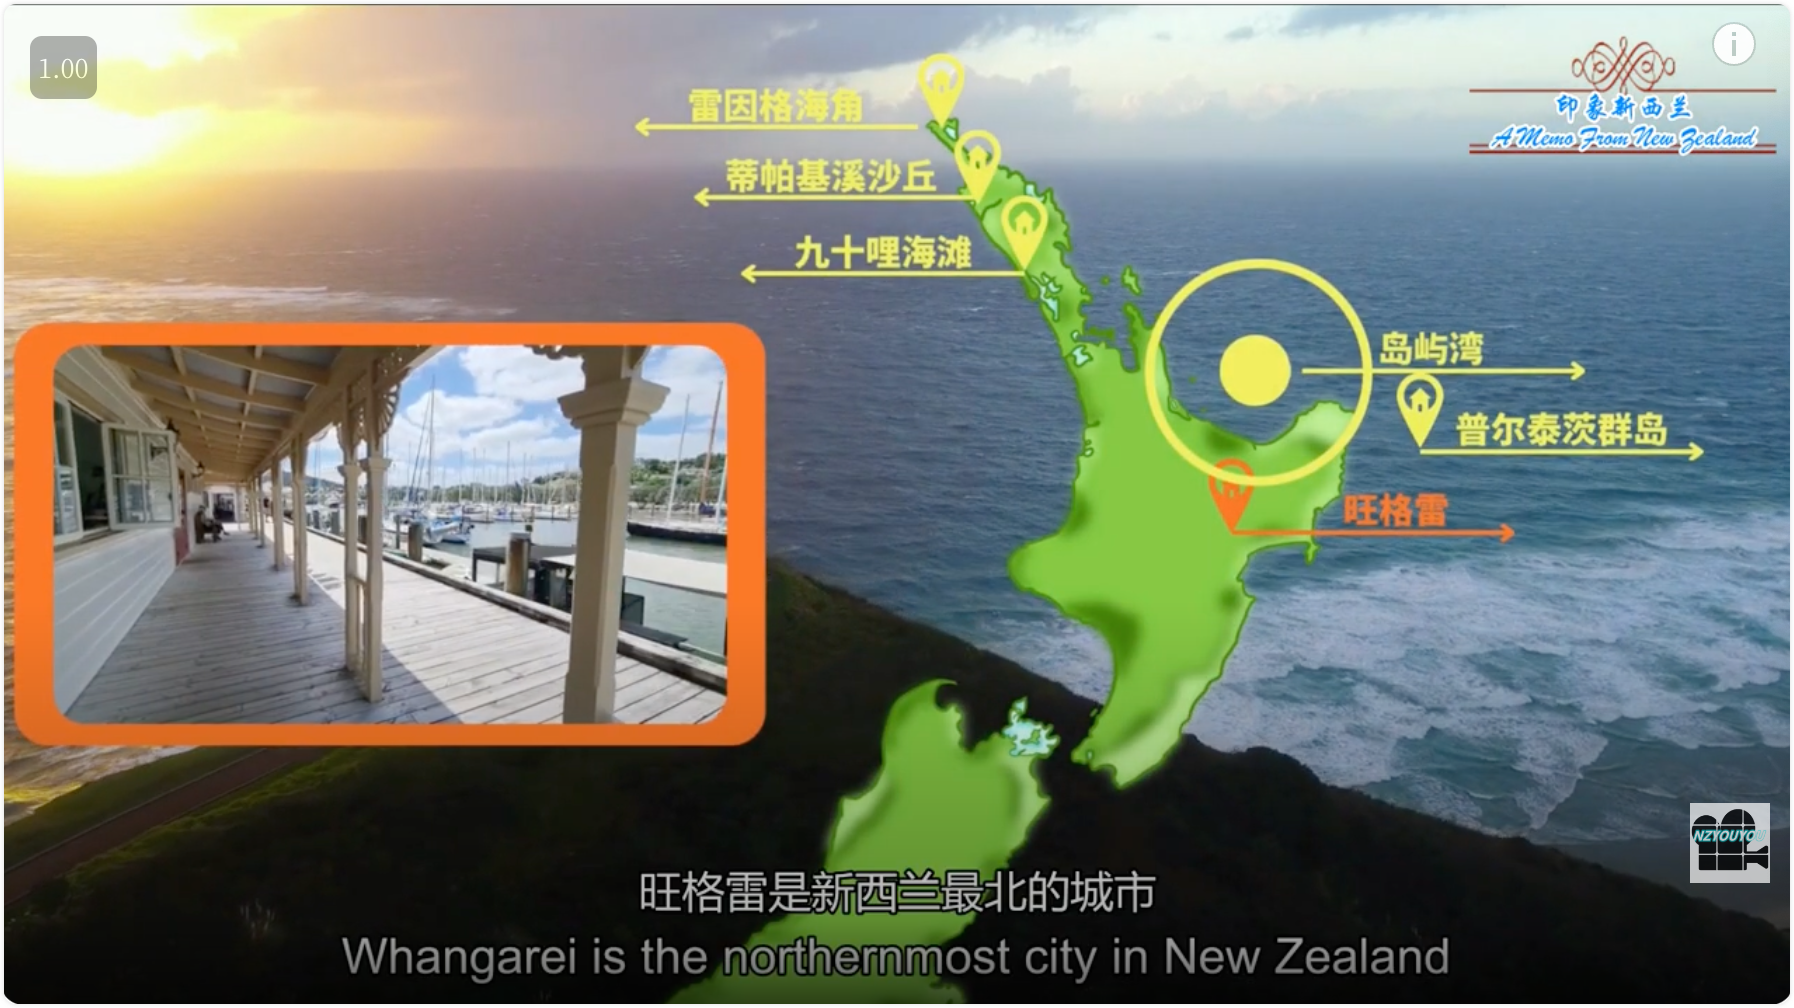 1.00
印象新西兰
A Memo From New Zealand
雷因格海角
蒂帕基溪沙丘
九十哩海滩
岛屿湾
普尔泰茨群岛
旺格雷
NZYOUYOU
旺格雷是新西兰最北的城市
Whangarei is the northernmost city in New Zealand